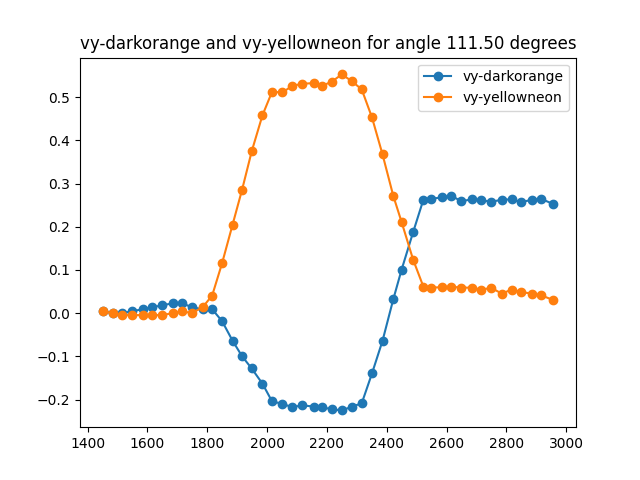 vy-darkorange and vy-yellowneon for angle 111.50 degrees
vy-darkorange
vy-yellowneon
0.5
0.4
0.3
0.2
0.1
0.0
−0.1
−0.2
1400 1600 1800 2000 2200 2400 2600 2800 3000